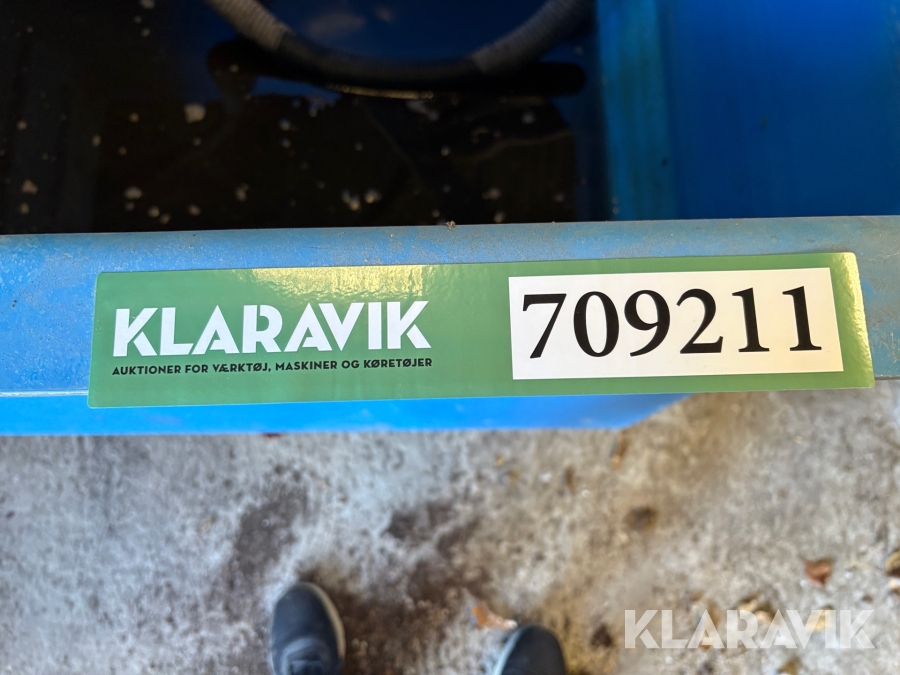 KLARAVIK
AUKTIONER FOR VÆRKTØJ, MASKINER OG KØRETØJER
709211
KLARAVIK